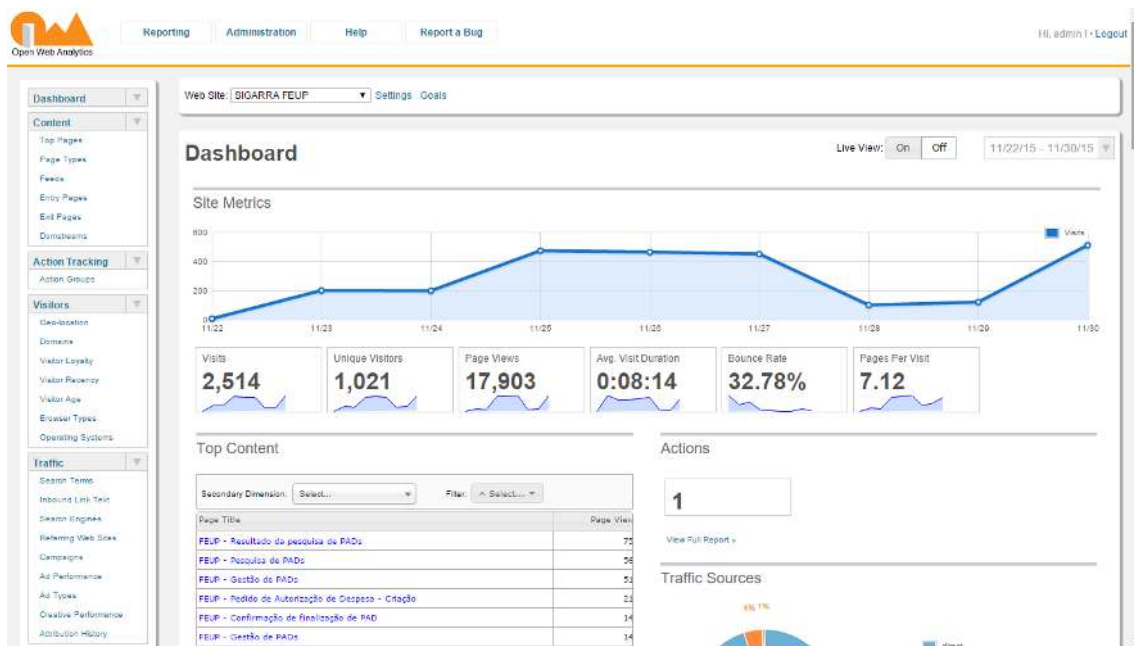 Open Web Analytics
Reporting Administration Help Report a Bug
Hi, admin ! • Logout
Dashboard
Content
Top Pages
Page Types
Feeds
Entry Pages
Exit Pages
Domstreams
Action Tracking
Action Groups
Visitors
Geo-location
Domains
Visitor Loyalty
Visitor Recency
Visitor Age
Browser Types
Operating Systems
Traffic
Search Terms
Inbound Link Text
Search Engines
Referring Web Sites
Campaigns
Ad Performance
Ad Types
Creative Performance
Attribution History
Web Site: SIGARRA FEUP Settings Goals
Dashboard
Live View: On Off 11/22/15 - 11/30/15
Site Metrics
Visits
600
400
200
0
11/22 11/23 11/24 11/25 11/26 11/27 11/28 11/29 11/30
Visits Unique Visitors Page Views Avg. Visit Duration Bounce Rate Pages Per Visit
2,514 1,021 17,903 0:08:14 32.78% 7.12
Top Content
Secondary Dimension: Select... Filter: Select...
Page Title Page View
FEUP - Resultado da pesquisa de PADs 75
FEUP - Pesquisa de PADs 56
FEUP - Gestão de PADs 51
FEUP - Pedido de Autorização de Despesa - Criação 21
FEUP - Confirmação de finalização de PAD 14
FEUP - Gestão de PADs 14
Actions
1
View Full Report »
Traffic Sources
4% 1%
direct